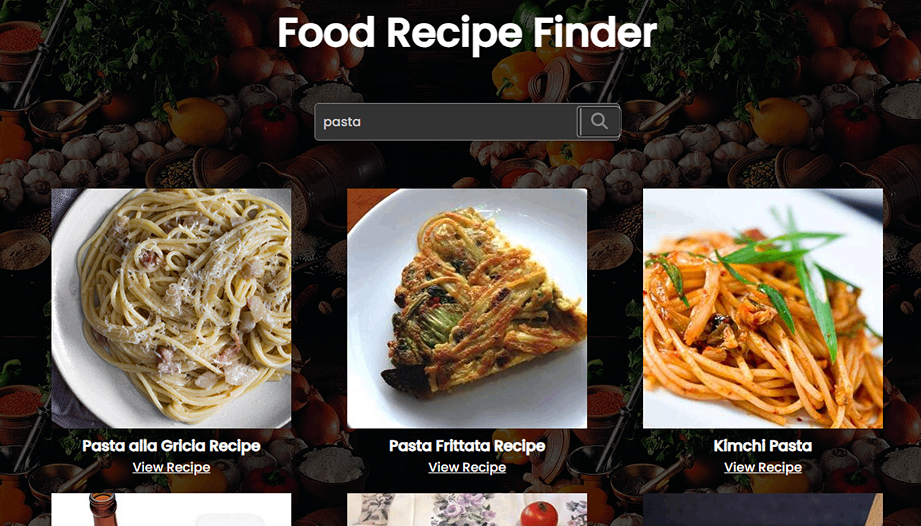 Food Recipe Finder
pasta
Pasta alla Gricia Recipe
View Recipe
Pasta Frittata Recipe
View Recipe
Kimchi Pasta
View Recipe